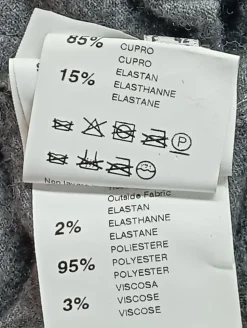 85% CUPRO
CUPRO
15% ELASTAN
ELASTHANNE
ELASTANE
P
Outside Fabric
ELASTAN
2% ELASTHANNE
ELASTANE
POLIESTERE
95% POLYESTER
POLYESTER
VISCOSA
3% VISCOSE
VISCOSE